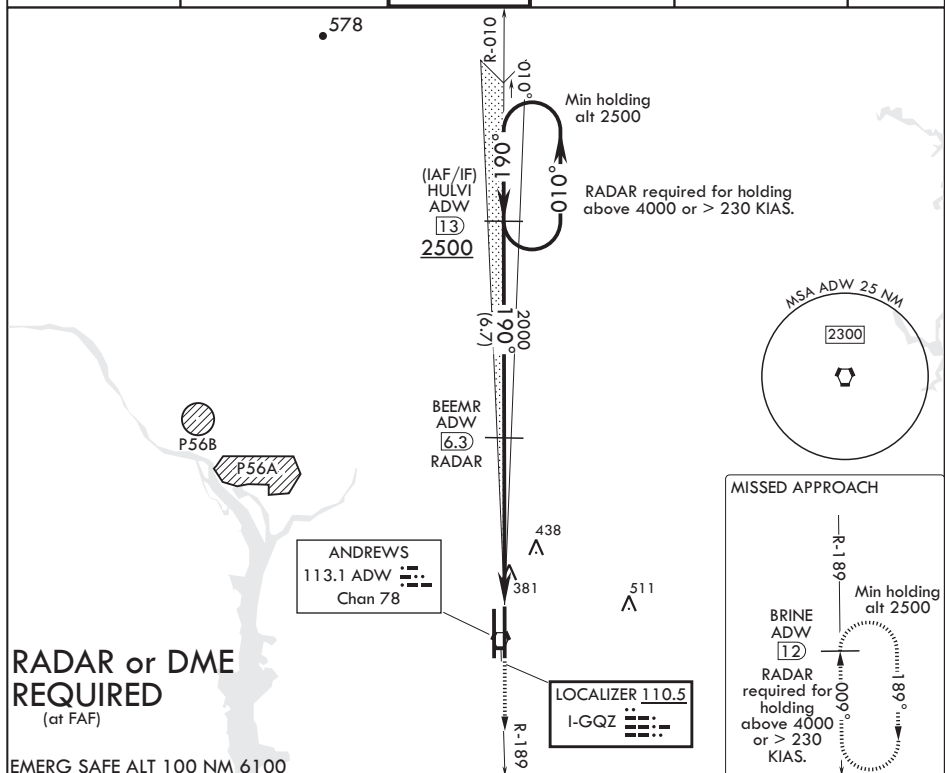 578
R-010
010°
Min holding
alt 2500
190°
010°
(IAF/IF)
HULVI
ADW
13
2500
RADAR required for holding
above 4000 or > 230 KIAS.
2000
190°
(6.7)
MSA ADW 25 NM
2300
BEEMR
ADW
6.3
RADAR
P56B
P56A
438
381
511
ANDREWS
113.1 ADW
Chan 78
RADAR or DME
REQUIRED
(at FAF)
LOCALIZER 110.5
I-GQZ
R-189
EMERG SAFE ALT 100 NM 6100
MISSED APPROACH
R-189
Min holding
alt 2500
BRINE
ADW
12
RADAR
required for
holding
above 4000
or > 230
KIAS.
009°
189°